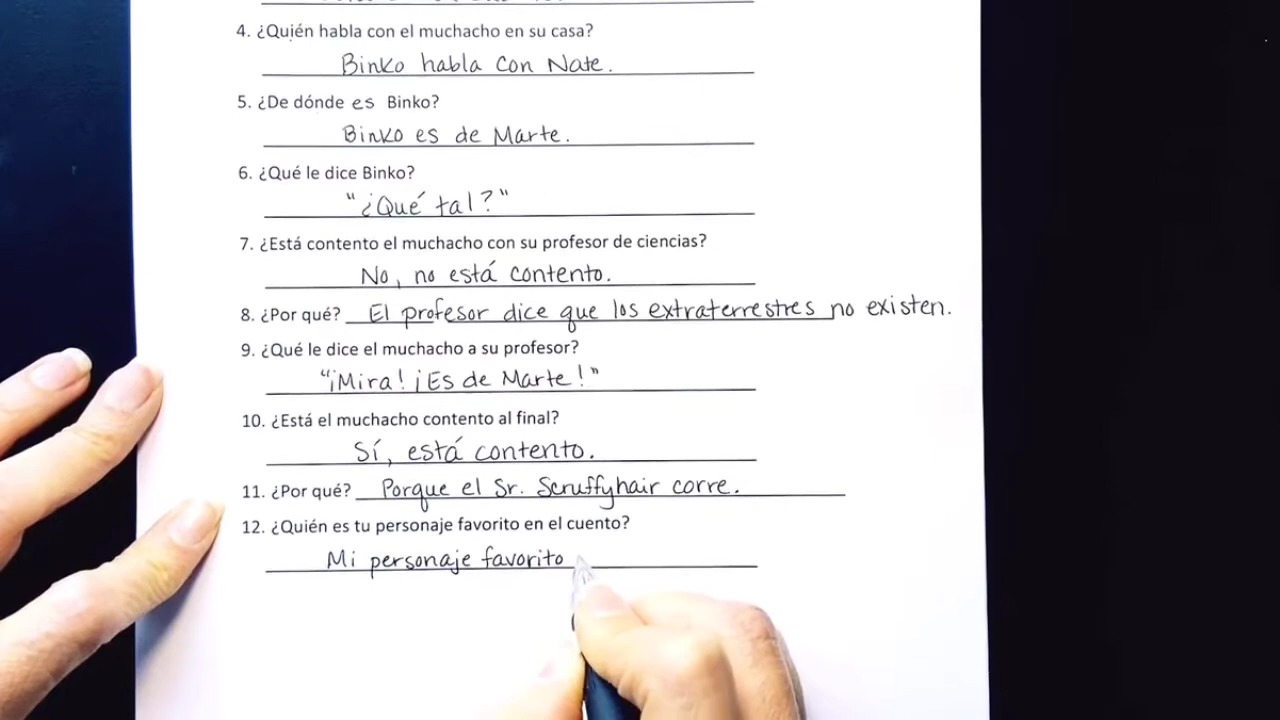 4. ¿Quién habla con el muchacho en su casa?
Binko habla con Nate.
5. ¿De dónde es Binko?
Binko es de Marte.
6. ¿Qué le dice Binko?
"¿Qué tal?"
7. ¿Está contento el muchacho con su profesor de ciencias?
No, no está contento.
8. ¿Por qué? El profesor dice que los extraterrestres no existen.
9. ¿Qué le dice el muchacho a su profesor?
"¡Mira! ¡Es de Marte!"
10. ¿Está el muchacho contento al final?
Sí, está contento.
11. ¿Por qué? Porque el Sr. Scruffyhair corre.
12. ¿Quién es tu personaje favorito en el cuento?
Mi personaje favorito